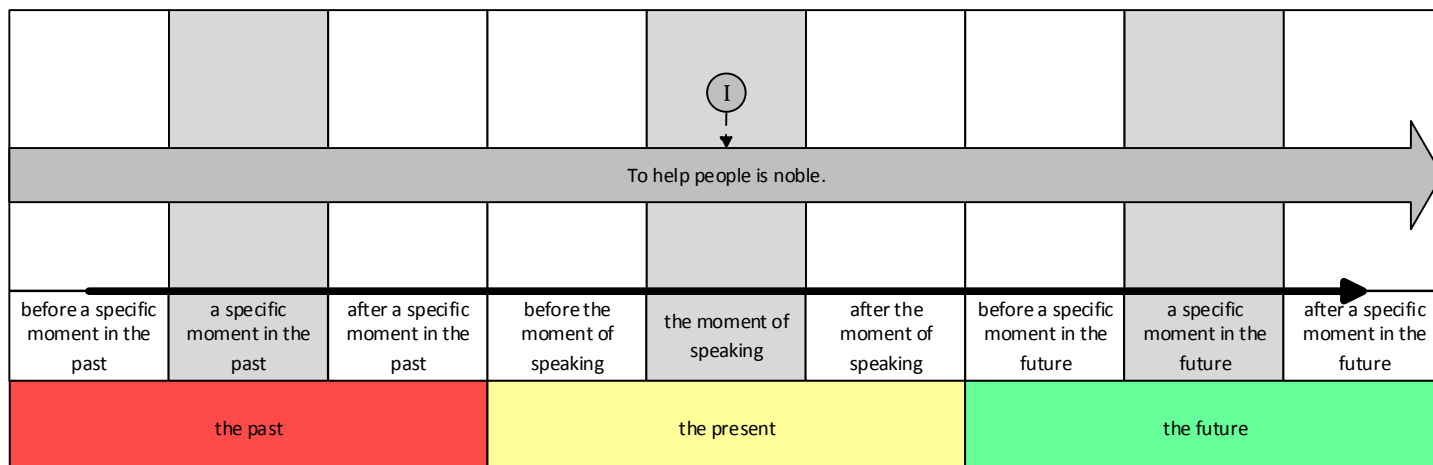 I
To help people is noble.
before a specific
moment in the
past
a specific
moment in the
past
after a specific
moment in the
past
before the
moment of
speaking
the moment of
speaking
after the
moment of
speaking
before a specific
moment in the
future
a specific
moment in the
future
after a specific
moment in the
future
the past
the present
the future